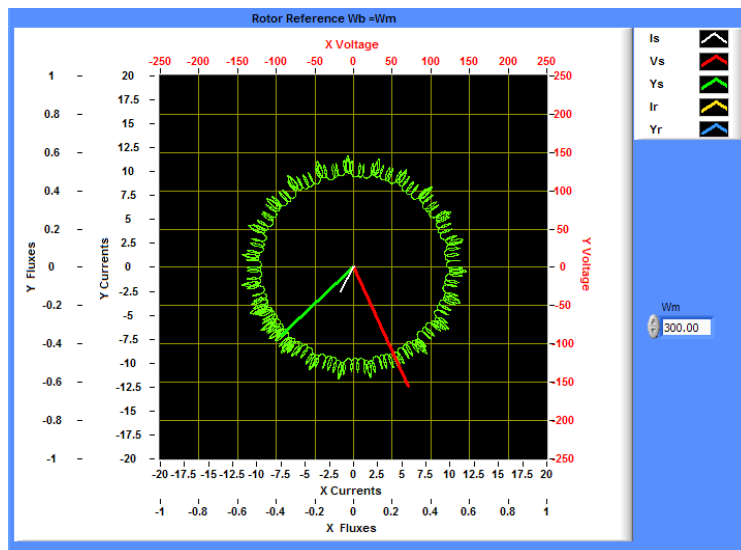 Rotor Reference Wb =Wm
X Voltage
-250 -200 -150 -100 -50 0 50 100 150 200 250
1 20 250
17.5
0.8 15 200
0.6 12.5 150
10
0.4 7.5 100
0.2 5 50
2.5
0 0 0
-2.5
-0.2 -5 -50
-0.4 -7.5 -100
-10
-0.6 -12.5 -150
-0.8 -15 -200
-17.5
-1 -20 -250
Y Fluxes
Y Currents
Y Voltage
-20 -17.5 -15 -12.5 -10 -7.5 -5 -2.5 0 2.5 5 7.5 10 12.5 15 17.5 20
X Currents
-1 -0.8 -0.6 -0.4 -0.2 0 0.2 0.4 0.6 0.4 1
X Fluxes
Is
Vs
Ys
Ir
Yr
Wm
300.00